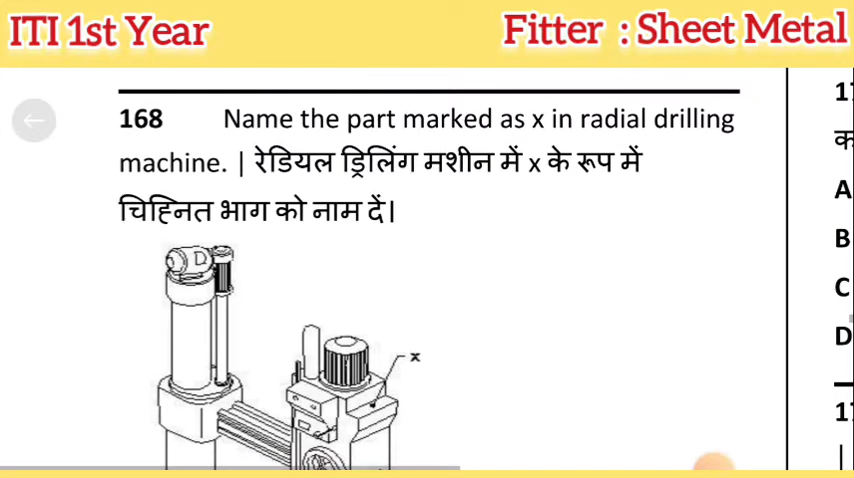 ITI 1st Year
Fitter : Sheet Metal
168 Name the part marked as x in radial drilling
machine. | रेडियल ड्रिलिंग मशीन में x के रूप में
चिह्नित भाग को नाम दें।
x
A
B
C
D